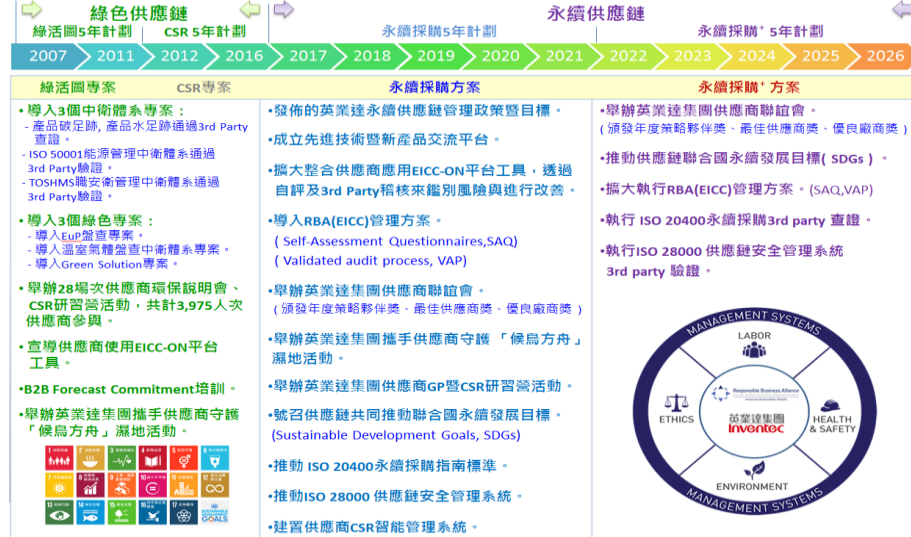 綠色供應鏈
永續供應鏈
綠活圖5年計劃
CSR 5年計劃
永續採購5年計劃
永續採購⁺ 5年計劃
2007
2011
2012
2016
2017
2018
2019
2020
2021
2022
2023
2024
2025
2026
綠活圖專案
CSR專案
永續採購方案
永續採購⁺ 方案
•導入3個中衛體系專案：
- 產品碳足跡, 產品水足跡通過3rd Party
查證。
- ISO 50001能源管理中衛體系通過
3rd Party驗證。
- TOSHMS職安衛管理中衛體系通過
3rd Party驗證。
•導入3個綠色專案：
- 導入EuP盤查專案。
- 導入溫室氣體盤查中衛體系專案。
- 導入Green Solution專案。
• 舉辦28場次供應商環保說明會、
CSR研習營活動，共計3,975人次
供應商參與。
• 宣導供應商使用EICC-ON平台
工具。
•B2B Forecast Commitment培訓。
•舉辦英業達集團攜手供應商守護
「候鳥方舟」濕地活動。
•發佈的英業達永續供應鏈管理政策暨目標。
•成立先進技術暨新產品交流平台。
•擴大整合供應商應用EICC-ON平台工具，透過
自評及3rd Party稽核來鑑別風險與進行改善。
•導入RBA(EICC)管理方案。
( Self-Assessment Questionnaires,SAQ)
( Validated audit process, VAP)
•舉辦英業達集團供應商聯誼會。
( 頒發年度策略夥伴獎、最佳供應商獎、優良廠商獎 )
•舉辦英業達集團攜手供應商守護 「候鳥方舟」
濕地活動。
•舉辦英業達集團供應商GP暨CSR研習營活動。
•號召供應鏈共同推動聯合國永續發展目標。
(Sustainable Development Goals, SDGs)
•推動 ISO 20400永續採購指南標準。
•推動ISO 28000 供應鏈安全管理系統。
•建置供應商CSR智能管理系統。
•舉辦英業達集團供應商聯誼會。
( 頒發年度策略夥伴獎、最佳供應商獎、優良廠商獎 )
•推動供應鏈聯合國永續發展目標( SDGs ) 。
•擴大執行RBA(EICC)管理方案。(SAQ,VAP)
•執行 ISO 20400永續採購3rd party 查證。
•執行ISO 28000 供應鏈安全管理系統
3rd party 驗證。
MANAGEMENT SYSTEMS
LABOR
ETHICS
Responsible Business Alliance
英業達集團
Inventec
HEALTH
& SAFETY
ENVIRONMENT
MANAGEMENT SYSTEMS
1
2
3
4
5
6
7
8
9
10
11
12
13
14
15
16
17
SUSTAINABLE
DEVELOPMENT
GOALS